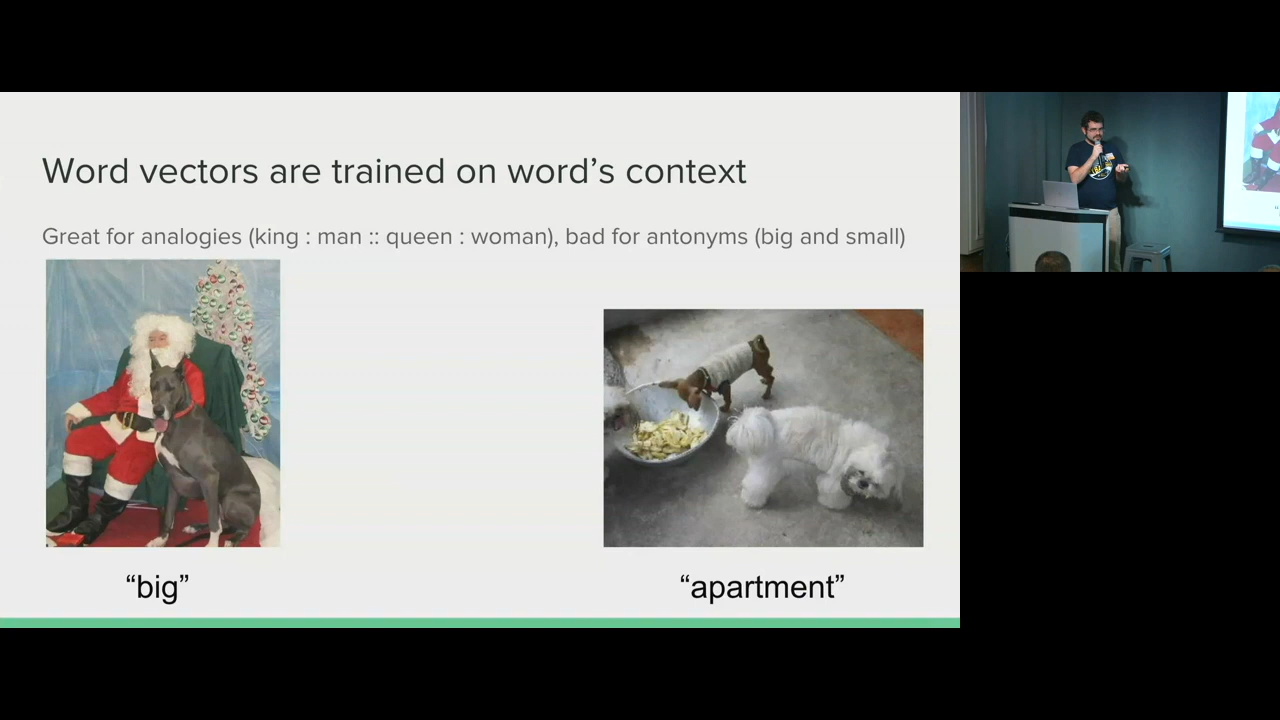 Word vectors are trained on word’s context
Great for analogies (king : man :: queen : woman), bad for antonyms (big and small)
“big”
“apartment”